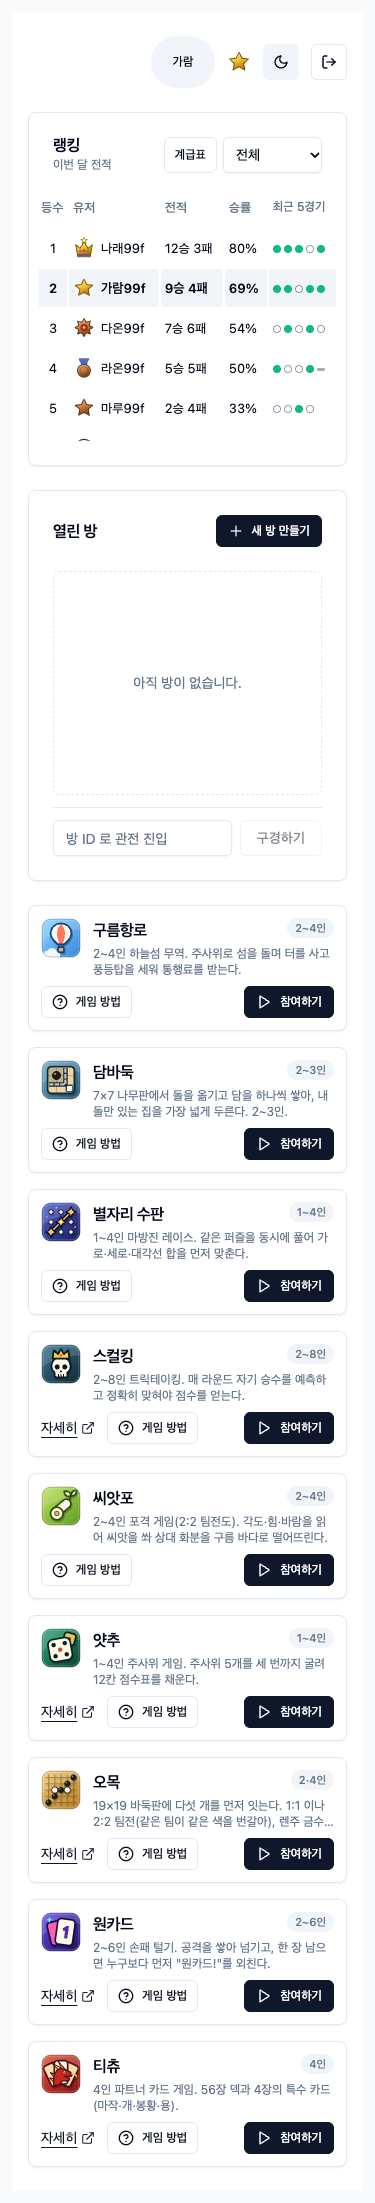 가람
랭킹
이번 달 전적
계급표
전체
등수 유저 전적 승률 최근 5경기
1 나래99f 12승 3패 80%
2 가람99f 9승 4패 69%
3 다온99f 7승 6패 54%
4 라온99f 5승 5패 50%
5 마루99f 2승 4패 33%
열린 방
새 방 만들기
아직 방이 없습니다.
방 ID 로 관전 진입
구경하기
구름항로
2~4인
2~4인 하늘섬 무역. 주사위로 섬을 돌며 터를 사고
풍등탑을 세워 통행료를 받는다.
게임 방법
참여하기
담바둑
2~3인
7×7 나무판에서 돌을 옮기고 담을 하나씩 쌓아, 내
돌만 있는 집을 가장 넓게 두른다. 2~3인.
게임 방법
참여하기
별자리 수판
1~4인
1~4인 마방진 레이스. 같은 퍼즐을 동시에 풀어 가
로·세로·대각선 합을 먼저 맞춘다.
게임 방법
참여하기
스컬킹
2~8인
2~8인 트릭테이킹. 매 라운드 자기 승수를 예측하
고 정확히 맞혀야 점수를 얻는다.
자세히
게임 방법
참여하기
씨앗포
2~4인
2~4인 포격 게임(2:2 팀전도). 각도·힘·바람을 읽
어 씨앗을 쏴 상대 화분을 구름 바다로 떨어뜨린다.
게임 방법
참여하기
얏추
1~4인
1~4인 주사위 게임. 주사위 5개를 세 번까지 굴려
12칸 점수표를 채운다.
자세히
게임 방법
참여하기
오목
2·4인
19×19 바둑판에 다섯 개를 먼저 잇는다. 1:1 이나
2:2 팀전(같은 팀이 같은 색을 번갈아), 렌주 금수…
자세히
게임 방법
참여하기
원카드
2~6인
2~6인 손패 털기. 공격을 쌓아 넘기고, 한 장 남으
면 누구보다 먼저 "원카드!"를 외친다.
자세히
게임 방법
참여하기
티츄
4인
4인 파트너 카드 게임. 56장 덱과 4장의 특수 카드
(마작·개·봉황·용).
자세히
게임 방법
참여하기